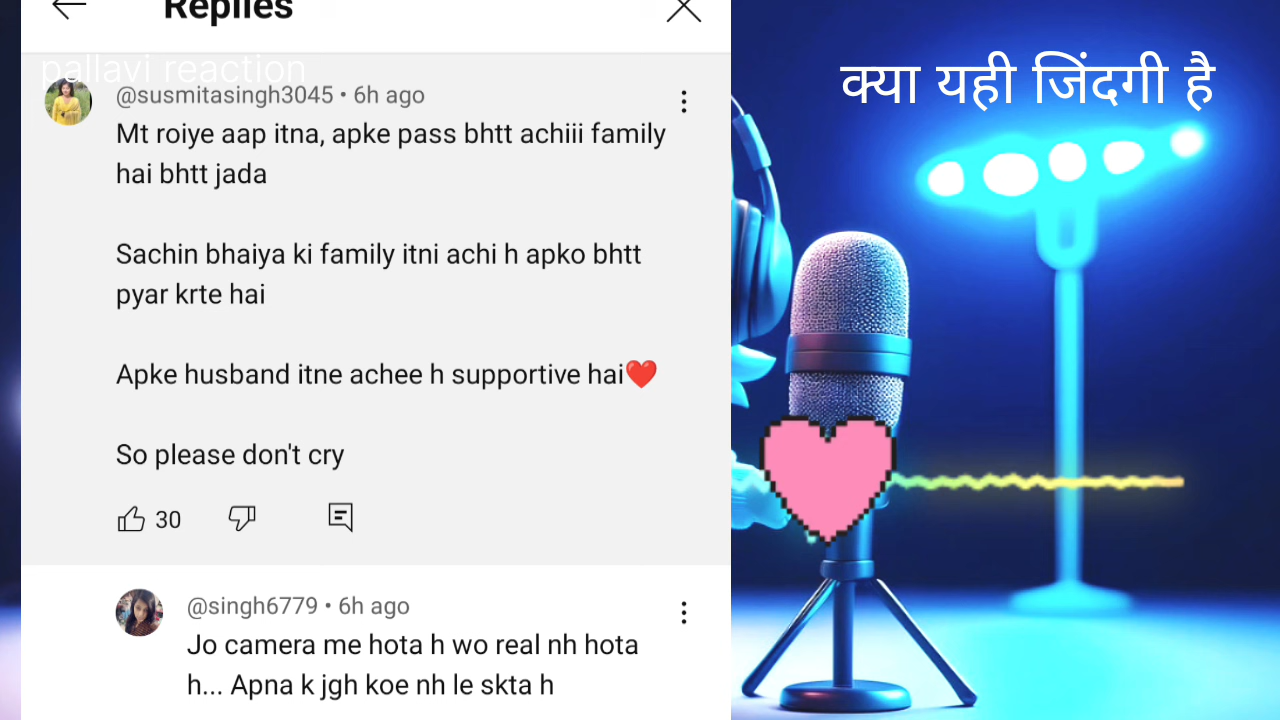 Replies
pallavi reaction
@susmitasingh3045 • 6h ago
Mt roiye aap itna, apke pass bhtt achiii family
hai bhtt jada
Sachin bhaiya ki family itni achi h apko bhtt
pyar krte hai
Apke husband itne achee h supportive hai❤️
So please don't cry
30
@singh6779 • 6h ago
Jo camera me hota h wo real nh hota
h... Apna k jgh koe nh le skta h
क्या यही जिंदगी है